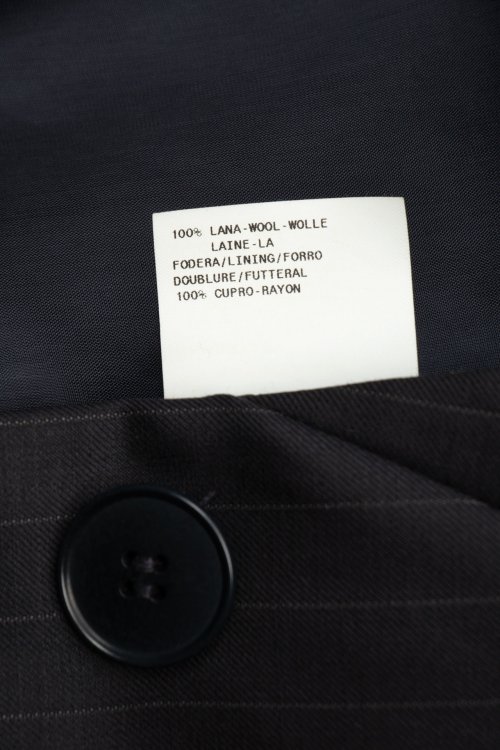 100% LANA-WOOL-WOLLE
LAINE-LA
FODERA/LINING/FORRO
DOUBLURE/FUTTERAL
100% CUPRO-RAYON